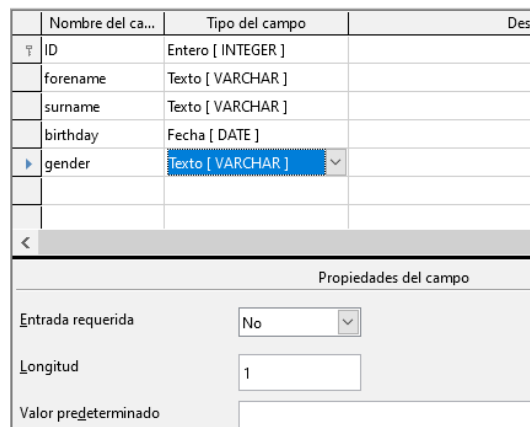 Nombre del ca... Tipo del campo Des
ID Entero [ INTEGER ]
forename Texto [ VARCHAR ]
surname Texto [ VARCHAR ]
birthday Fecha [ DATE ]
gender Texto [ VARCHAR ]
Propiedades del campo
Entrada requerida No
Longitud 1
Valor predeterminado